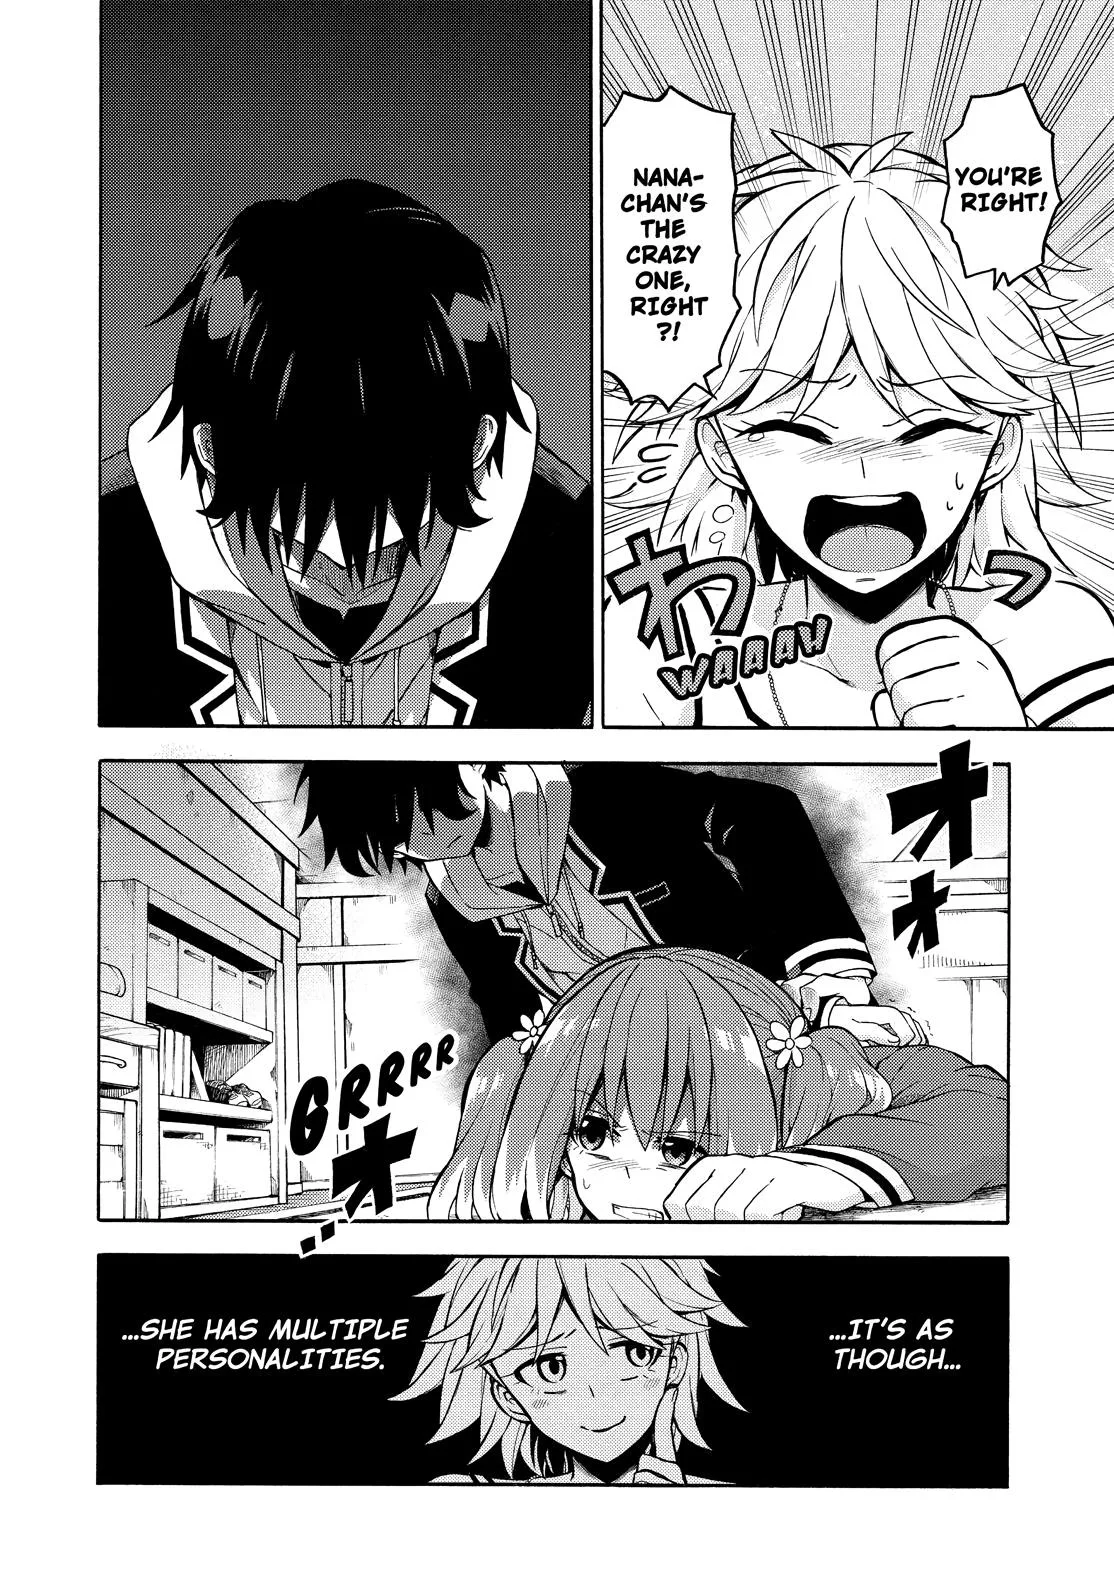 YOU'RE
RIGHT!
NANA-
CHAN'S
THE
CRAZY
ONE,
RIGHT
?!
わ
っ
WAAAH
オ
オ
GRRRR
オ
...IT'S AS
THOUGH...
...SHE HAS MULTIPLE
PERSONALITIES.